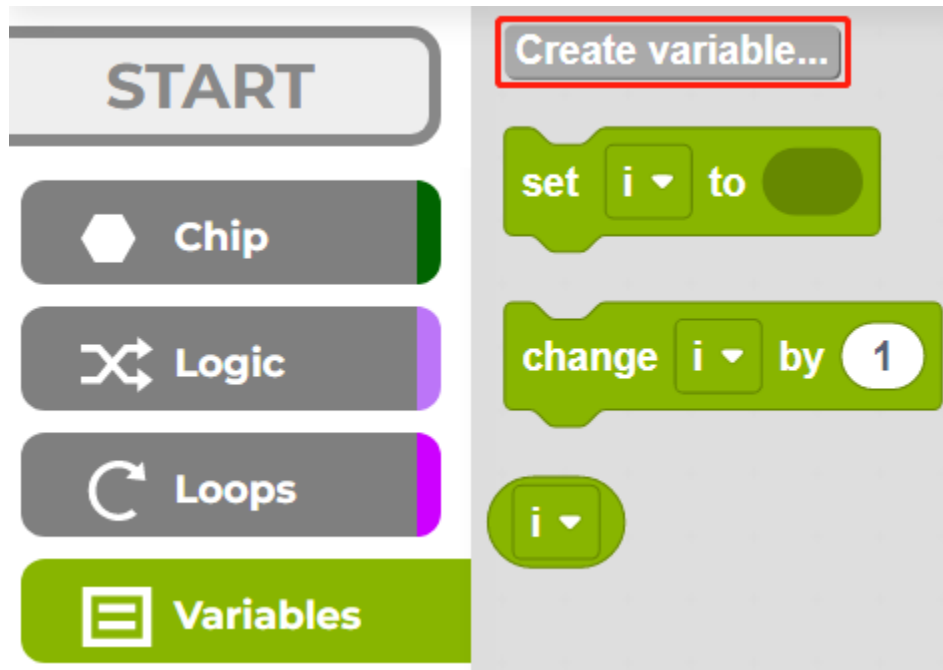 START
Chip
Logic
Loops
Variables
Create variable...
set i to
change i by 1
i